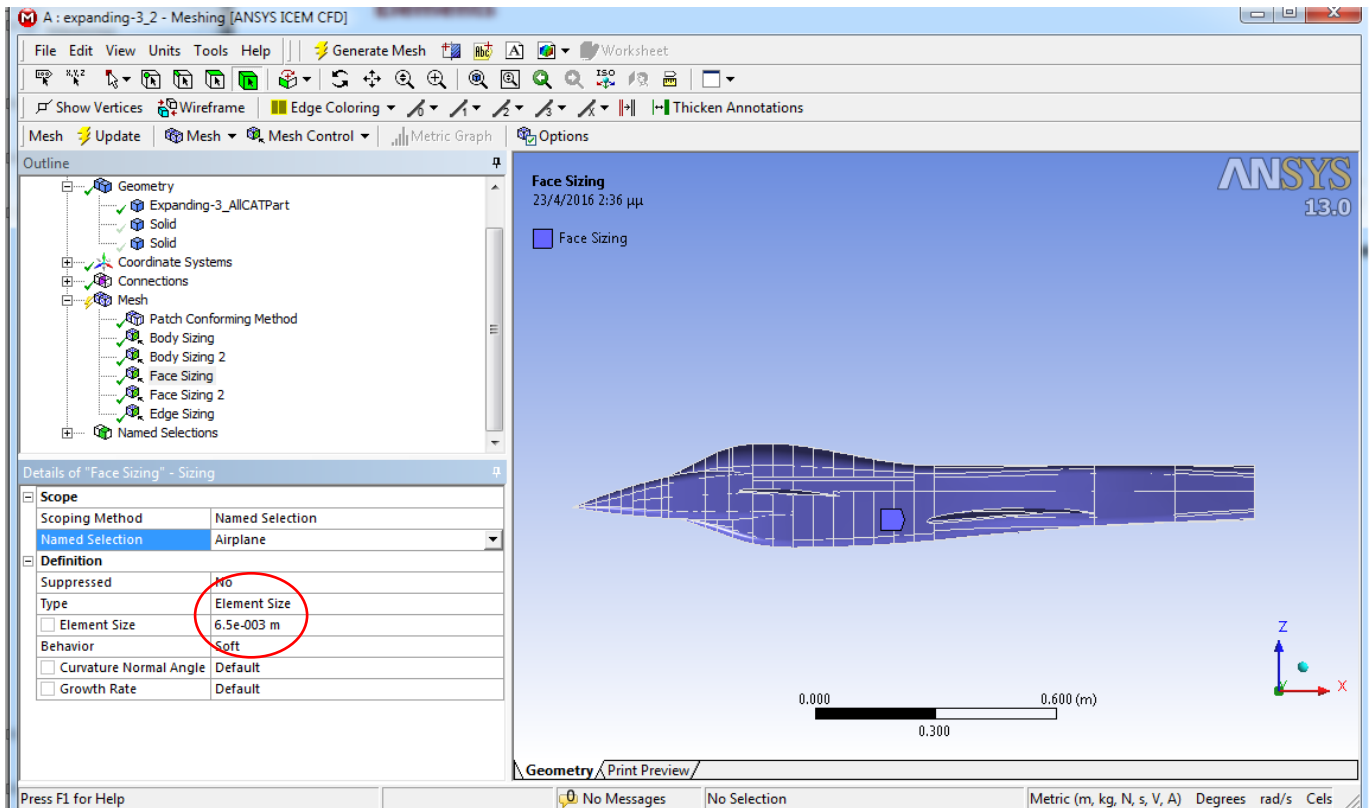 Elements
A : expanding-3_2 - Meshing [ANSYS ICEM CFD]
File Edit View Units Tools Help Generate Mesh Worksheet
Show Vertices Wireframe Edge Coloring Thicken Annotations
Mesh Update Mesh Mesh Control Metric Graph Options
Outline
Geometry
Expanding-3_AllCATPart
Solid
Solid
Coordinate Systems
Connections
Mesh
Patch Conforming Method
Body Sizing
Body Sizing 2
Face Sizing
Face Sizing 2
Edge Sizing
Named Selections
Details of "Face Sizing" - Sizing
Scope
Scoping Method Named Selection
Named Selection Airplane
Definition
Suppressed No
Type Element Size
Element Size 6.5e-003 m
Behavior Soft
Curvature Normal Angle Default
Growth Rate Default
Face Sizing
23/4/2016 2:36 μμ
Face Sizing
ANSYS
13.0
Z
Y
X
0.000 0.600 (m)
0.300
Geometry Print Preview
Press F1 for Help No Messages No Selection Metric (m, kg, N, s, V, A) Degrees rad/s Cels